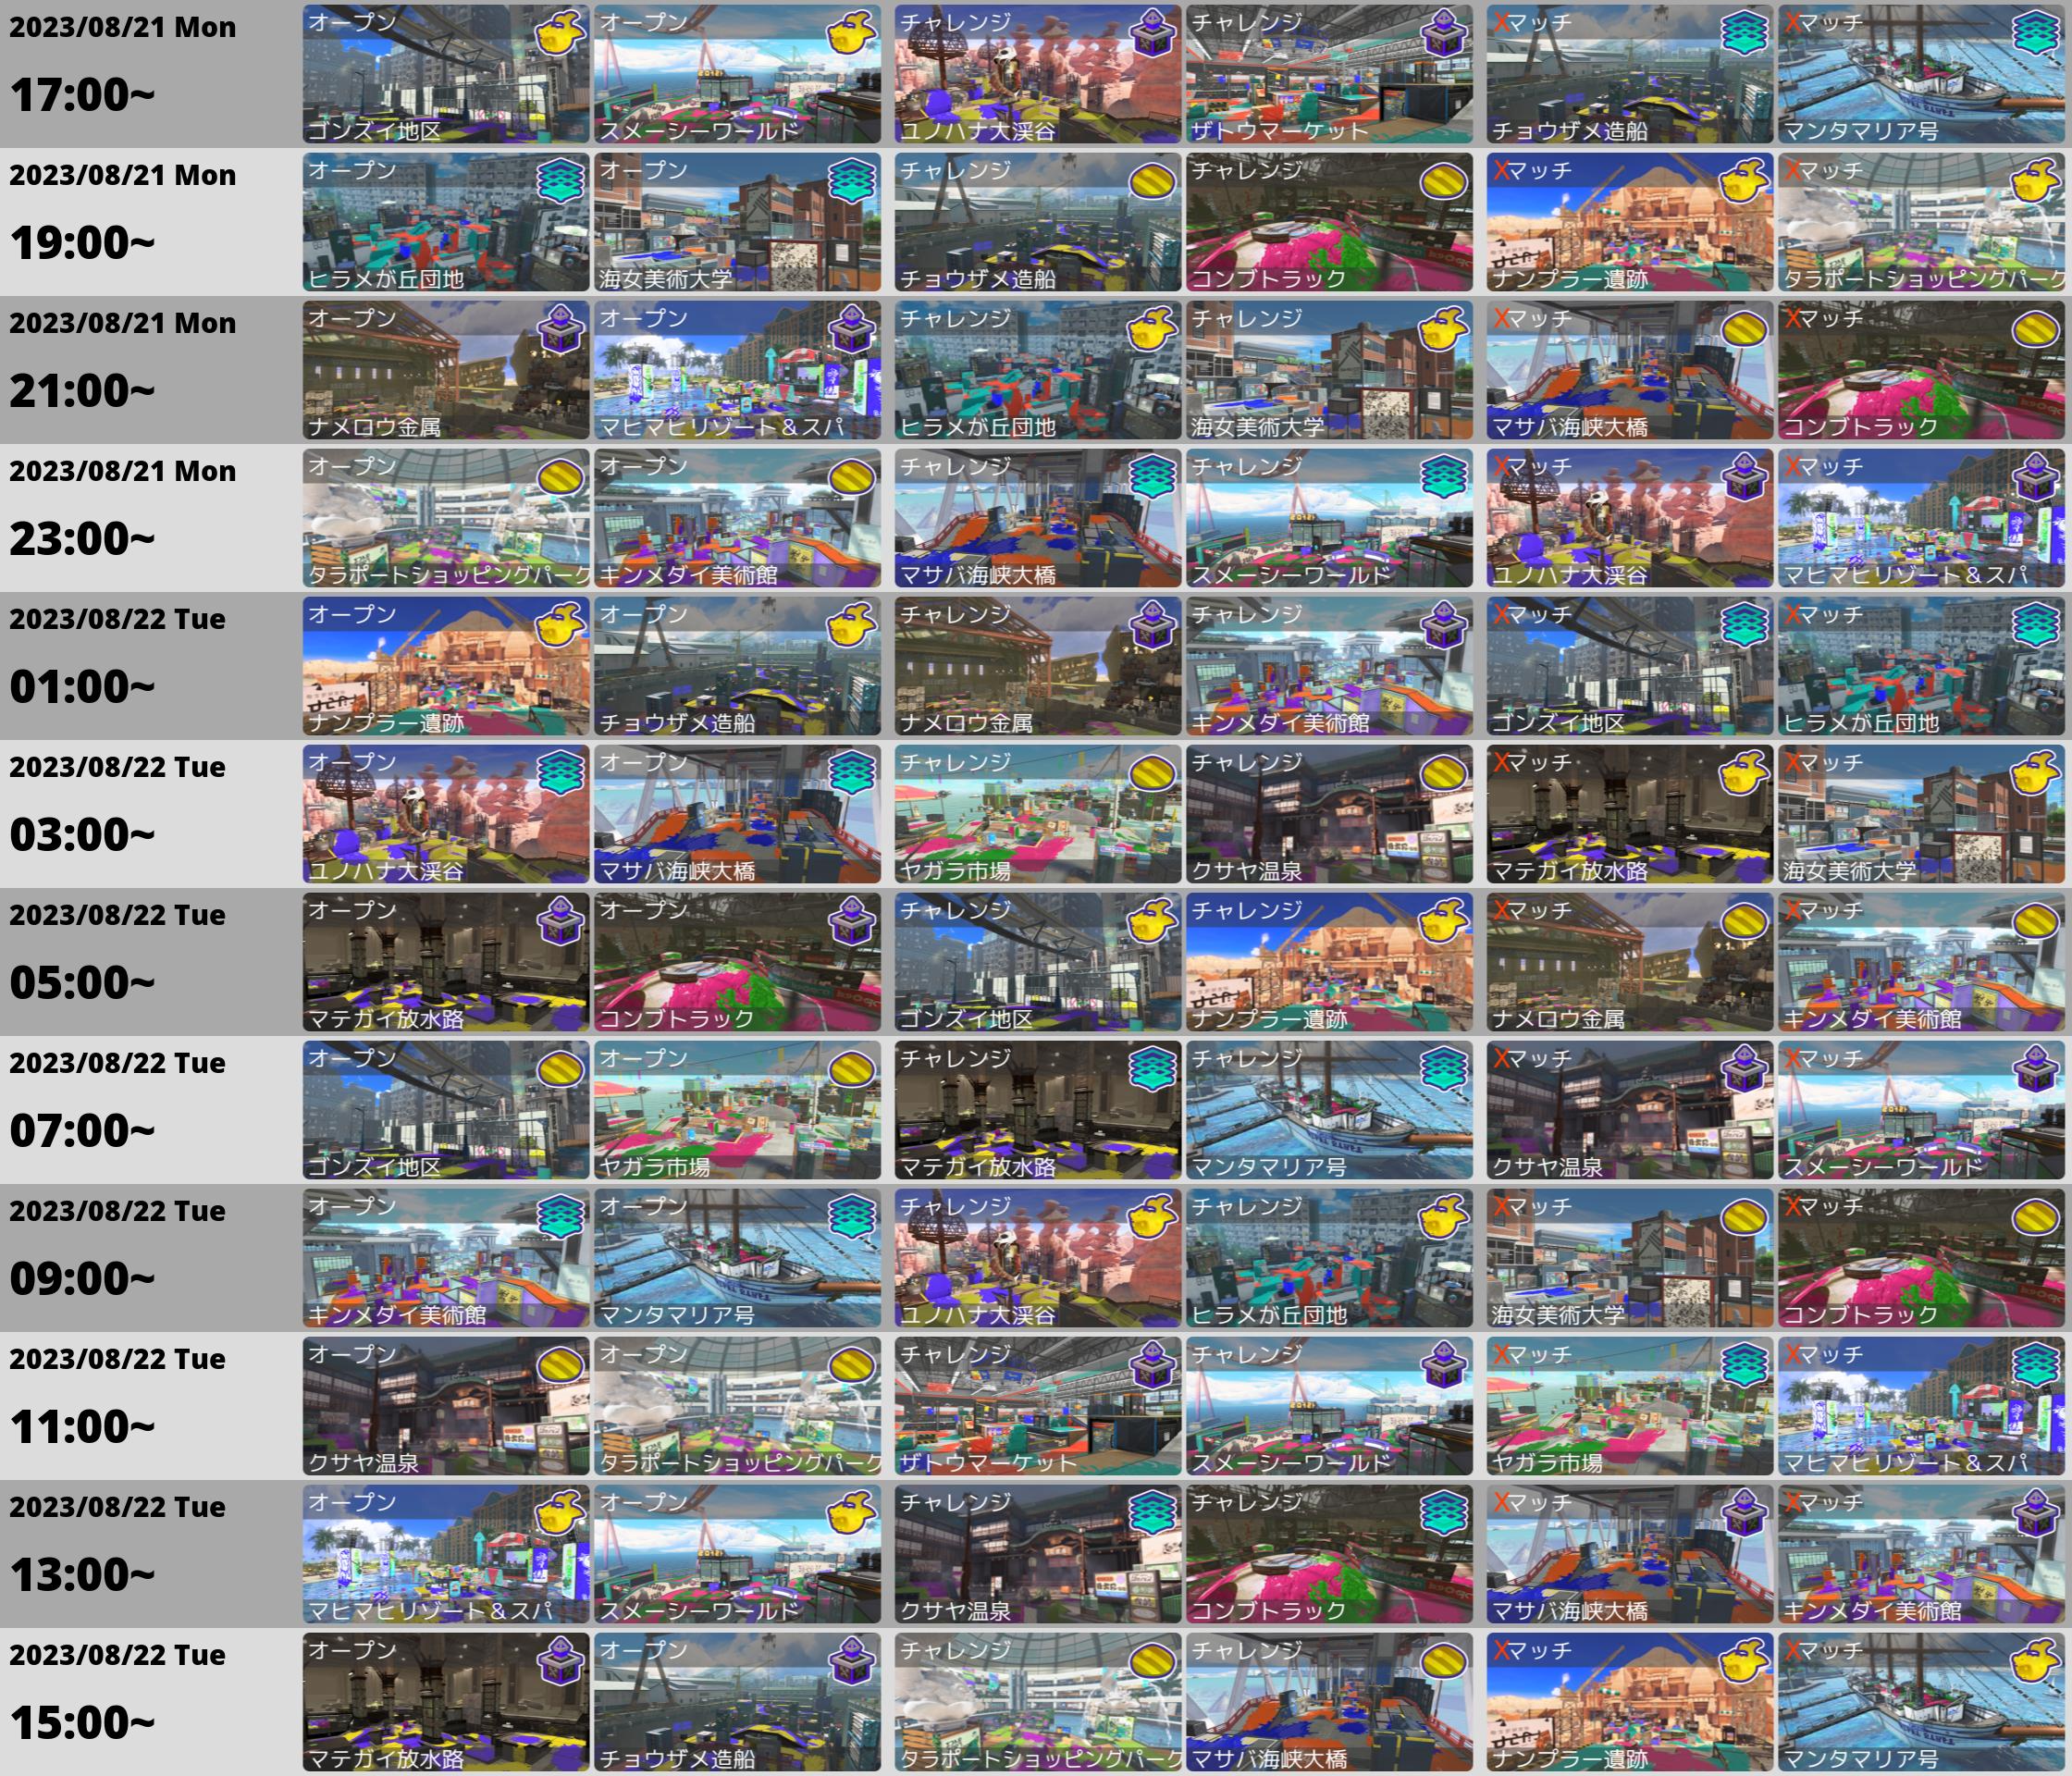 2023/08/21 Mon
17:00~
オープン
ゴンズイ地区
オープン
スメーシーワールド
チャレンジ
ユノハナ大渓谷
チャレンジ
ザトウマーケット
Xマッチ
チョウザメ造船
Xマッチ
マンタマリア号
2023/08/21 Mon
19:00~
オープン
ヒラメが丘団地
オープン
海女美術大学
チャレンジ
チョウザメ造船
チャレンジ
コンブトラック
Xマッチ
ナンプラー遺跡
Xマッチ
タラポートショッピングパーク
2023/08/21 Mon
21:00~
オープン
ナメロウ金属
オープン
マヒマヒリゾート＆スパ
チャレンジ
ヒラメが丘団地
チャレンジ
海女美術大学
Xマッチ
マサバ海峡大橋
Xマッチ
コンブトラック
2023/08/21 Mon
23:00~
オープン
タラポートショッピングパーク
オープン
キンメダイ美術館
チャレンジ
マサバ海峡大橋
チャレンジ
スメーシーワールド
Xマッチ
ユノハナ大渓谷
Xマッチ
マヒマヒリゾート＆スパ
2023/08/22 Tue
01:00~
オープン
ナンプラー遺跡
オープン
チョウザメ造船
チャレンジ
ナメロウ金属
チャレンジ
キンメダイ美術館
Xマッチ
ゴンズイ地区
Xマッチ
ヒラメが丘団地
2023/08/22 Tue
03:00~
オープン
ユノハナ大渓谷
オープン
マサバ海峡大橋
チャレンジ
ヤガラ市場
チャレンジ
クサヤ温泉
Xマッチ
マテガイ放水路
Xマッチ
海女美術大学
2023/08/22 Tue
05:00~
オープン
マテガイ放水路
オープン
コンブトラック
チャレンジ
ゴンズイ地区
チャレンジ
ナンプラー遺跡
Xマッチ
ナメロウ金属
Xマッチ
キンメダイ美術館
2023/08/22 Tue
07:00~
オープン
ゴンズイ地区
オープン
ヤガラ市場
チャレンジ
マテガイ放水路
チャレンジ
マンタマリア号
Xマッチ
クサヤ温泉
Xマッチ
スメーシーワールド
2023/08/22 Tue
09:00~
オープン
キンメダイ美術館
オープン
マンタマリア号
チャレンジ
ユノハナ大渓谷
チャレンジ
ヒラメが丘団地
Xマッチ
海女美術大学
Xマッチ
コンブトラック
2023/08/22 Tue
11:00~
オープン
クサヤ温泉
オープン
タラポートショッピングパーク
チャレンジ
ザトウマーケット
チャレンジ
スメーシーワールド
Xマッチ
ヤガラ市場
Xマッチ
マヒマヒリゾート＆スパ
2023/08/22 Tue
13:00~
オープン
マヒマヒリゾート＆スパ
オープン
スメーシーワールド
チャレンジ
クサヤ温泉
チャレンジ
コンブトラック
Xマッチ
マサバ海峡大橋
Xマッチ
キンメダイ美術館
2023/08/22 Tue
15:00~
オープン
マテガイ放水路
オープン
チョウザメ造船
チャレンジ
タラポートショッピングパーク
チャレンジ
マサバ海峡大橋
Xマッチ
ナンプラー遺跡
Xマッチ
マンタマリア号